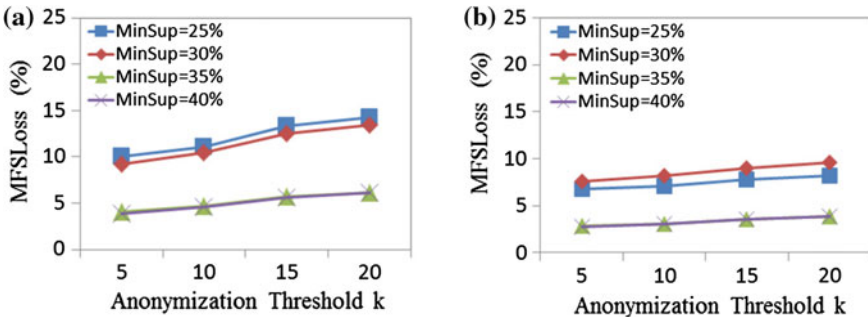 (a)
25
20
15
10
5
0
MFSLoss (%)
MinSup=25%
MinSup=30%
MinSup=35%
MinSup=40%
5 10 15 20
Anonymization Threshold k
(b)
25
20
15
10
5
0
MFSLoss (%)
MinSup=25%
MinSup=30%
MinSup=35%
MinSup=40%
5 10 15 20
Anonymization Threshold k